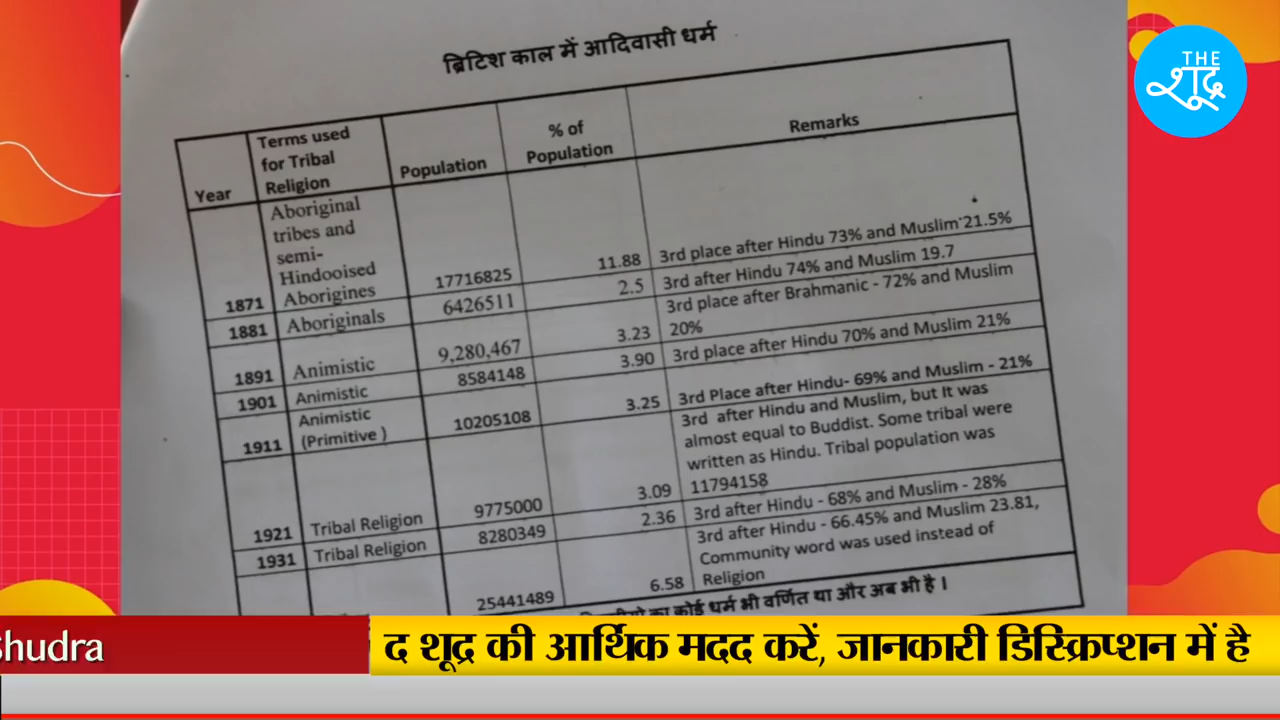 ब्रिटिश काल में आदिवासी धर्म
THE
शूद्र
Year
Terms used
for Tribal
Religion
Population
% of
Population
Remarks
1871
Aboriginal
tribes and
semi-
Hindooised
Aborigines
17716825
11.88
3rd place after Hindu 73% and Muslim 21.5%
1881
Aboriginals
6426511
2.5
3rd after Hindu 74% and Muslim 19.7
1891
Animistic
9,280,467
3.23
3rd place after Brahmanic - 72% and Muslim
20%
1901
Animistic
8584148
3.90
3rd place after Hindu 70% and Muslim 21%
1911
Animistic
(Primitive )
10205108
3.25
3rd Place after Hindu- 69% and Muslim - 21%
1921
Tribal Religion
9775000
3.09
3rd after Hindu and Muslim, but It was
almost equal to Buddist. Some tribal were
written as Hindu. Tribal population was
11794158
1931
Tribal Religion
8280349
2.36
3rd after Hindu - 68% and Muslim - 28%
25441489
6.58
3rd after Hindu - 66.45% and Muslim 23.81,
Community word was used instead of
Religion
का कोई धर्म भी वर्णित था और अब भी है ।
Shudra
द शूद्र की आर्थिक मदद करें, जानकारी डिस्क्रिप्शन में है